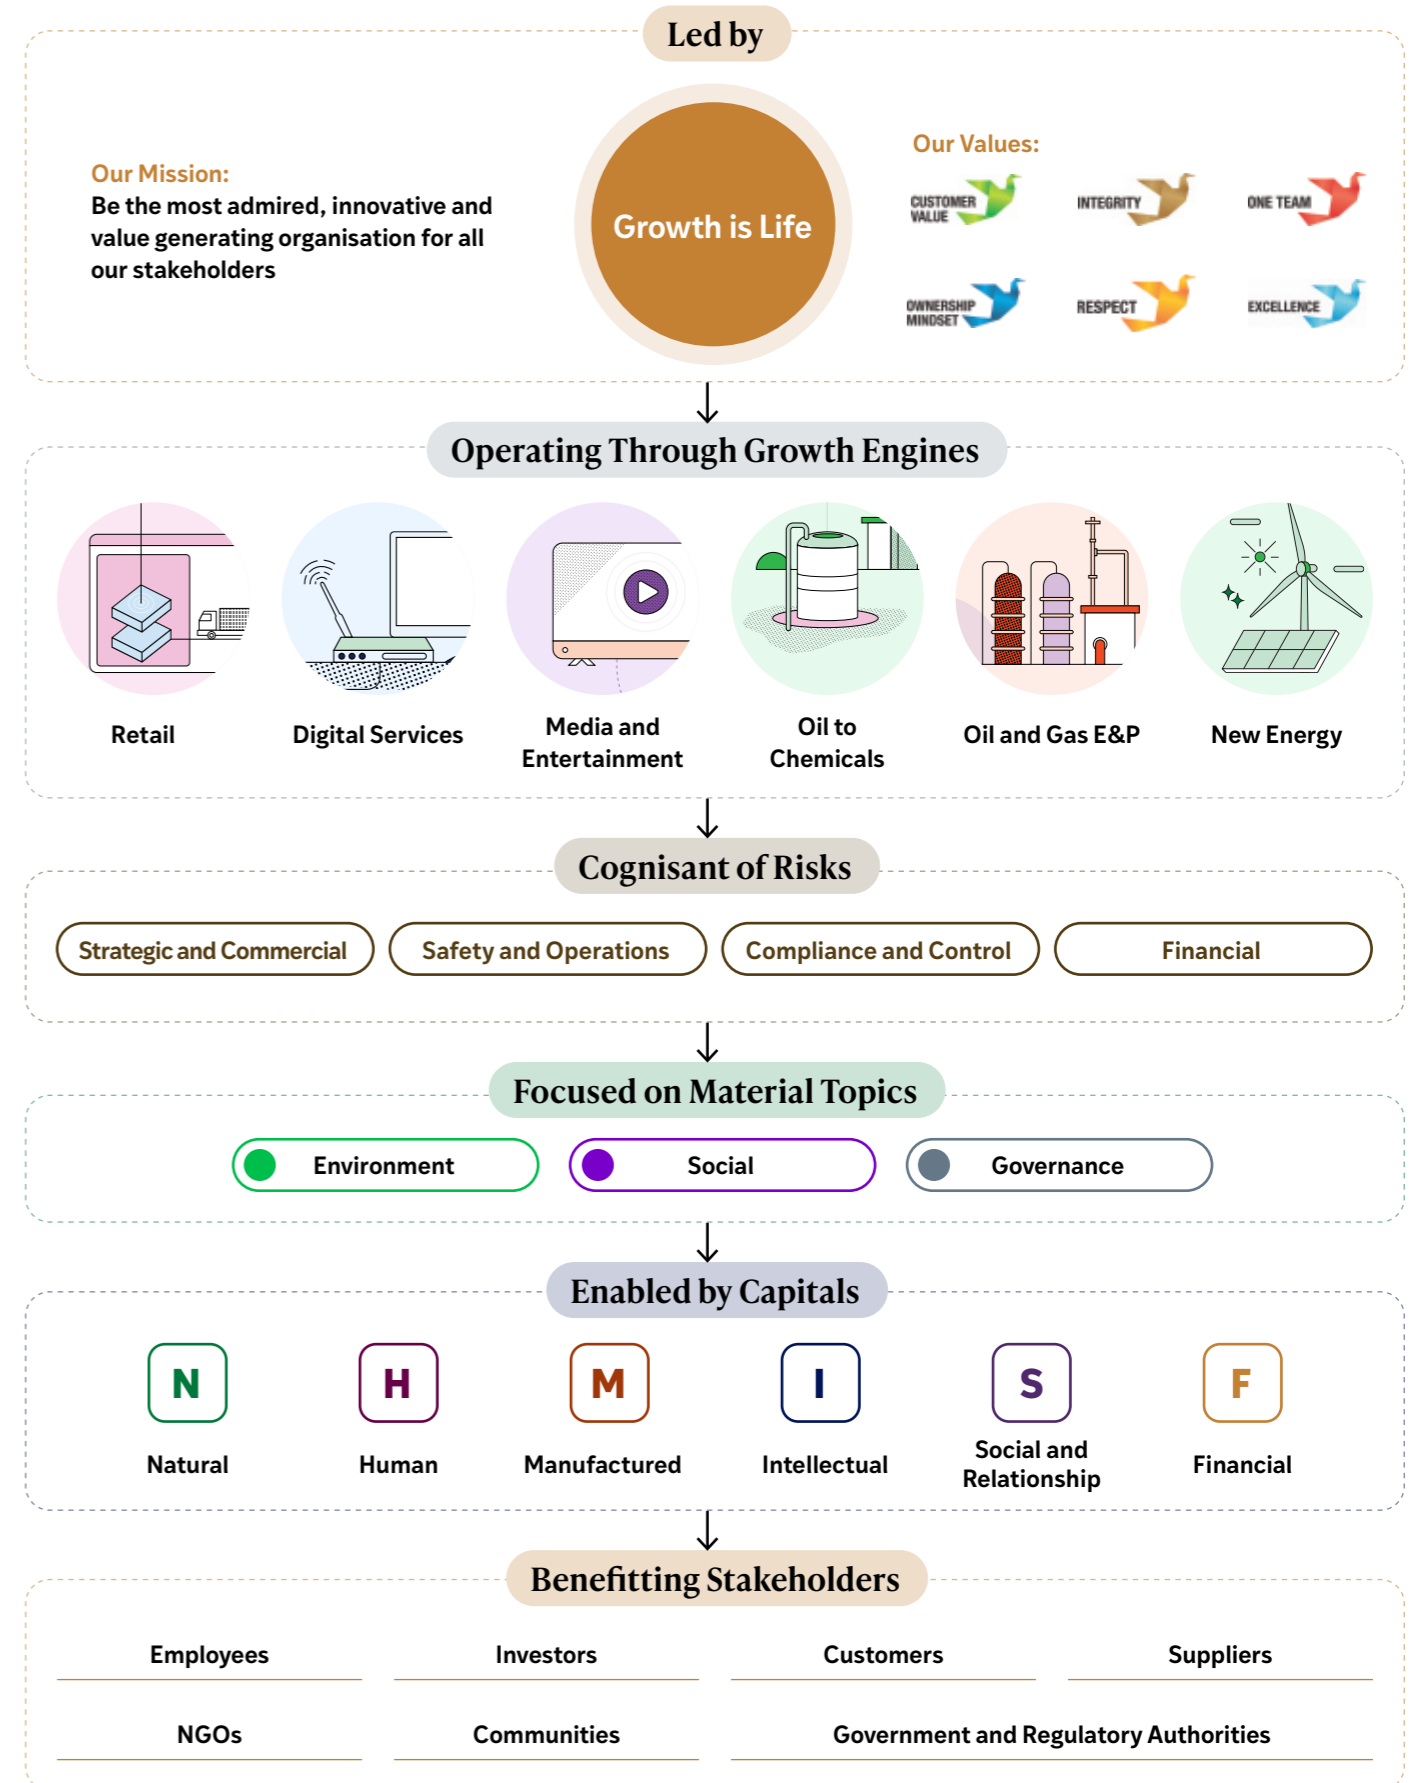 Led by
Our Mission:
Be the most admired, innovative and
value generating organisation for all
our stakeholders
Growth is Life
Our Values:
CUSTOMER
VALUE
INTEGRITY
ONE TEAM
OWNERSHIP
MINDSET
RESPECT
EXCELLENCE
Operating Through Growth Engines
Retail
Digital Services
Media and
Entertainment
Oil to
Chemicals
Oil and Gas E&P
New Energy
Cognisant of Risks
Strategic and Commercial
Safety and Operations
Compliance and Control
Financial
Focused on Material Topics
Environment
Social
Governance
Enabled by Capitals
N
H
M
I
S
F
Natural
Human
Manufactured
Intellectual
Social and
Relationship
Financial
Benefitting Stakeholders
Employees
Investors
Customers
Suppliers
NGOs
Communities
Government and Regulatory Authorities